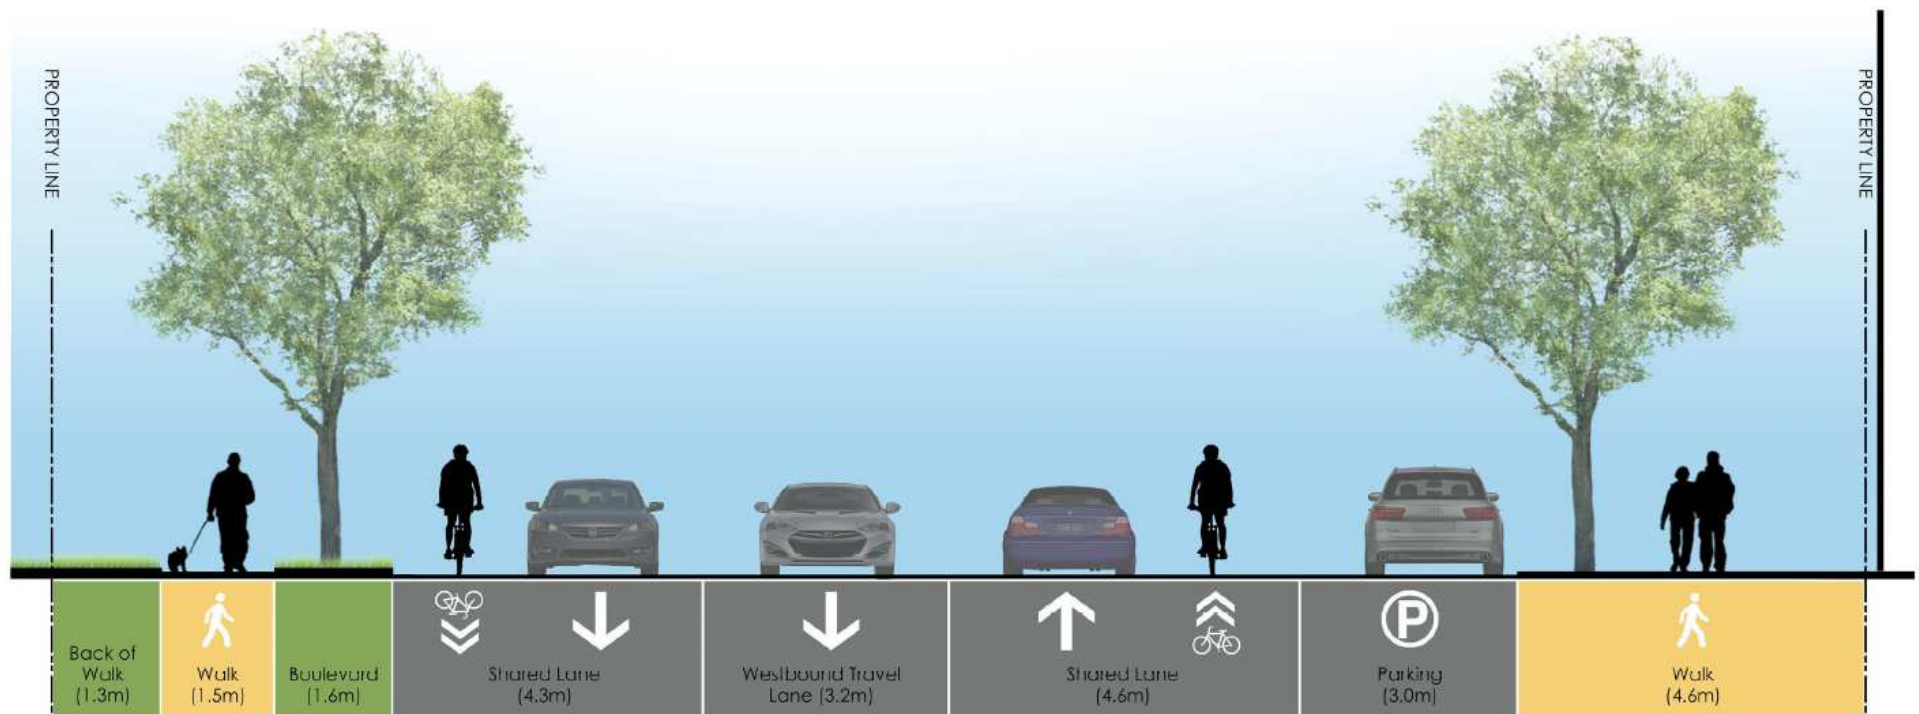 PROPERTY LINE
PROPERTY LINE
Back of
Walk
(1.3m)
Walk
(1.5m)
Boulevard
(1.6m)
Shared Lane
(4.3m)
Westbound Travel
Lane (3.2m)
Shared Lane
(4.6m)
P
Parking
(3.0m)
Walk
(4.6m)